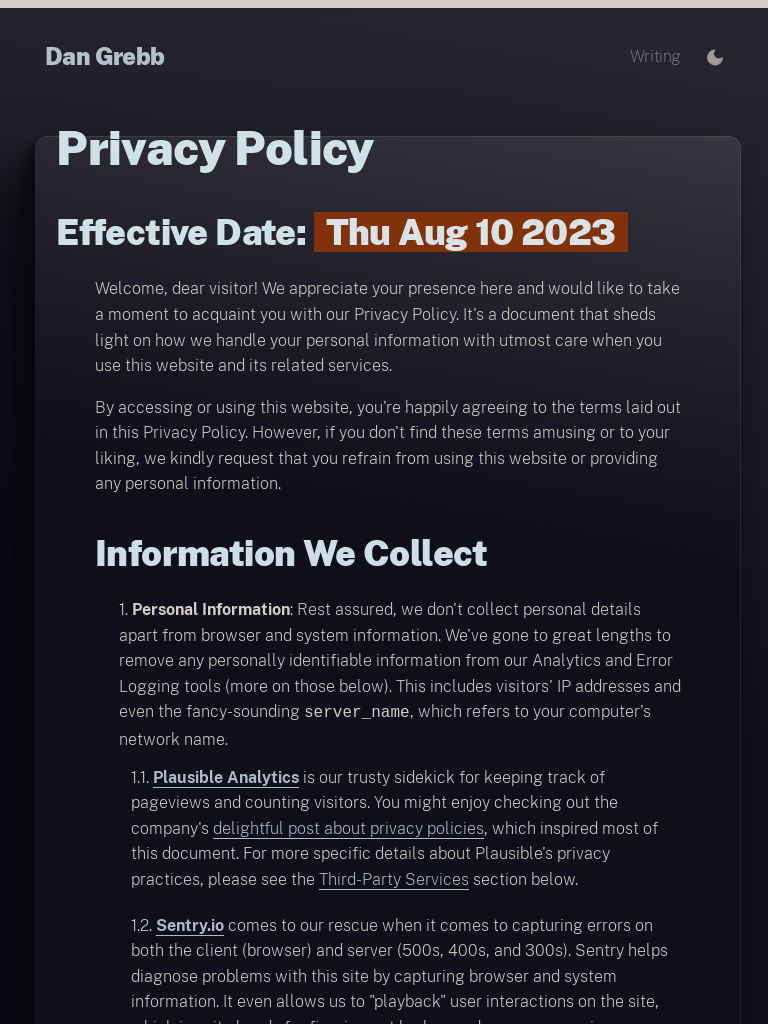 Dan Grebb
Writing
Privacy Policy
Effective Date: Thu Aug 10 2023
Welcome, dear visitor! We appreciate your presence here and would like to take
a moment to acquaint you with our Privacy Policy. It's a document that sheds
light on how we handle your personal information with utmost care when you
use this website and its related services.
By accessing or using this website, you're happily agreeing to the terms laid out
in this Privacy Policy. However, if you don't find these terms amusing or to your
liking, we kindly request that you refrain from using this website or providing
any personal information.
Information We Collect
1. Personal Information: Rest assured, we don't collect personal details
apart from browser and system information. We've gone to great lengths to
remove any personally identifiable information from our Analytics and Error
Logging tools (more on those below). This includes visitors' IP addresses and
even the fancy-sounding server_name, which refers to your computer's
network name.
1.1. Plausible Analytics is our trusty sidekick for keeping track of
pageviews and counting visitors. You might enjoy checking out the
company's delightful post about privacy policies, which inspired most of
this document. For more specific details about Plausible's privacy
practices, please see the Third-Party Services section below.
1.2. Sentry.io comes to our rescue when it comes to capturing errors on
both the client (browser) and server (500s, 400s, and 300s). Sentry helps
diagnose problems with this site by capturing browser and system
information. It even allows us to "playback" user interactions on the site,